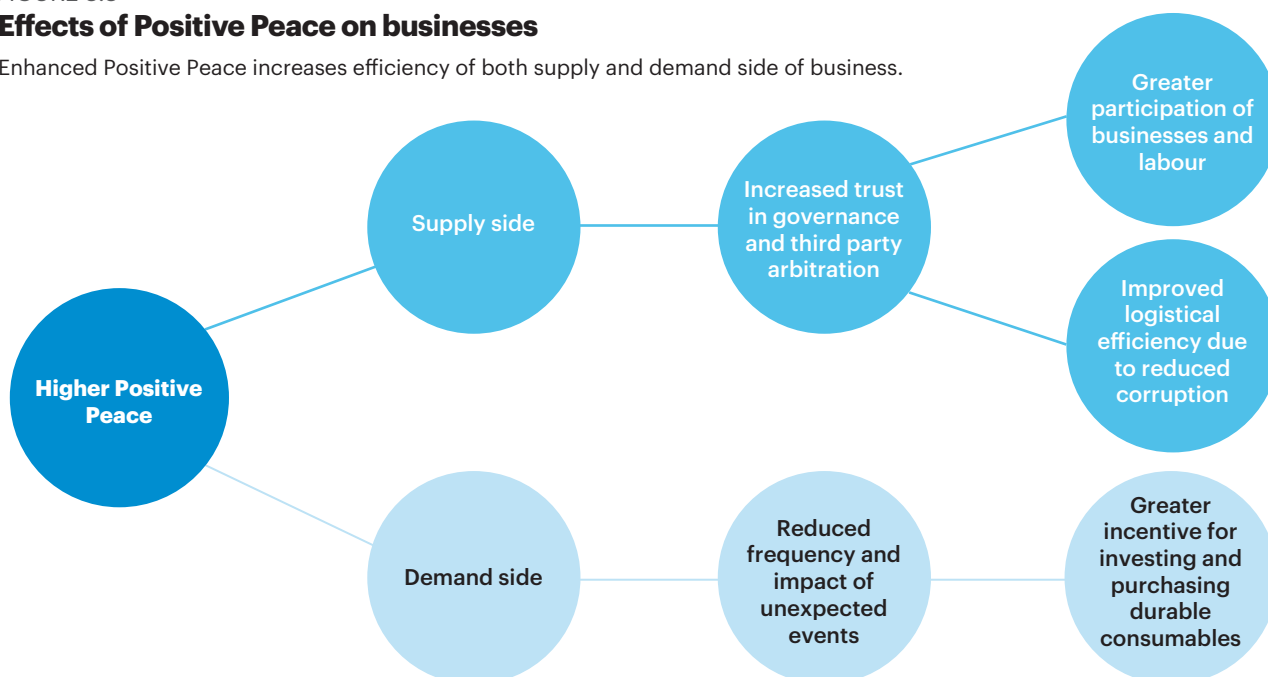 Effects of Positive Peace on businesses
Enhanced Positive Peace increases efficiency of both supply and demand side of business.
Greater
participation of
businesses and
labour
Supply side
Increased trust
in governance
and third party
arbitration
Improved
logistical
efficiency due
to reduced
corruption
Higher Positive
Peace
Demand side
Reduced
frequency and
impact of
unexpected
events
Greater
incentive for
investing and
purchasing
durable
consumables